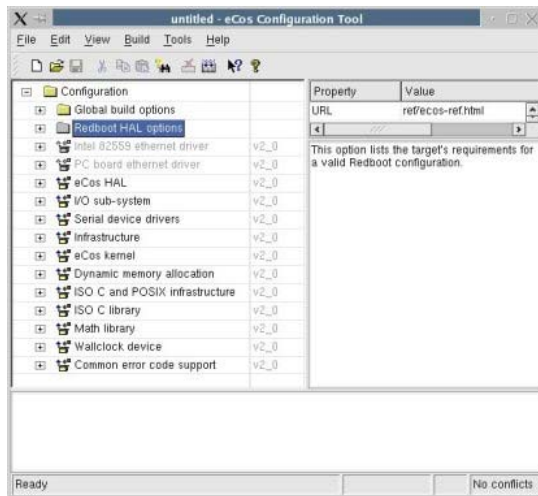 untitled - eCos Configuration Tool
File Edit View Build Tools Help
Configuration
Global build options
Redboot HAL options
Intel 82559 ethernet driver v2_0
PC board ethernet driver v2_0
eCos HAL v2_0
I/O sub-system v2_0
Serial device drivers v2_0
Infrastructure v2_0
eCos kernel v2_0
Dynamic memory allocation v2_0
ISO C and POSIX infrastructure v2_0
ISO C library v2_0
Math library v2_0
Wallclock device v2_0
Common error code support v2_0
Property Value
URL ref/ecos-ref.html
This option lists the target's requirements for
a valid Redboot configuration.
Ready No conflicts